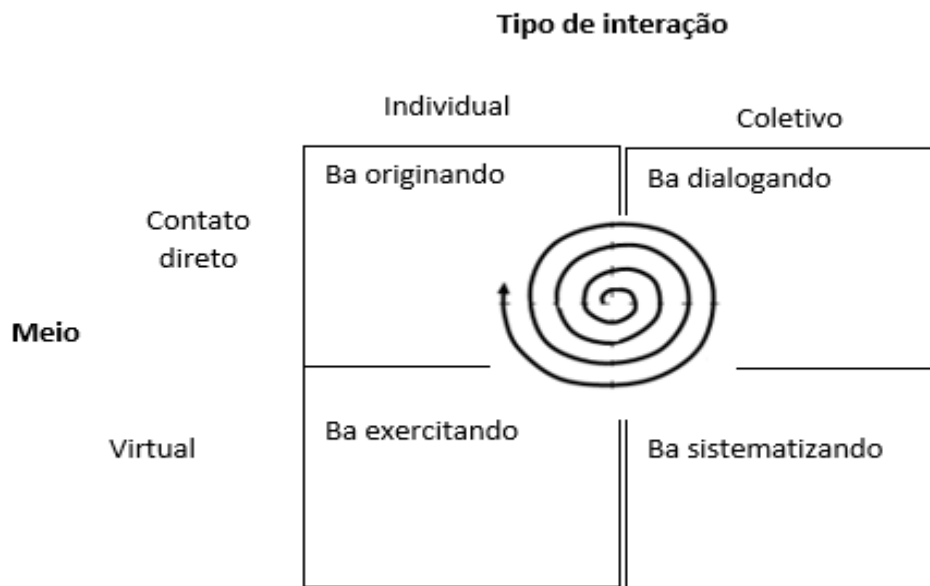 Tipo de interação
Individual
Coletivo
Ba originando
Ba dialogando
Contato
direto
Meio
Ba exercitando
Virtual
Ba sistematizando